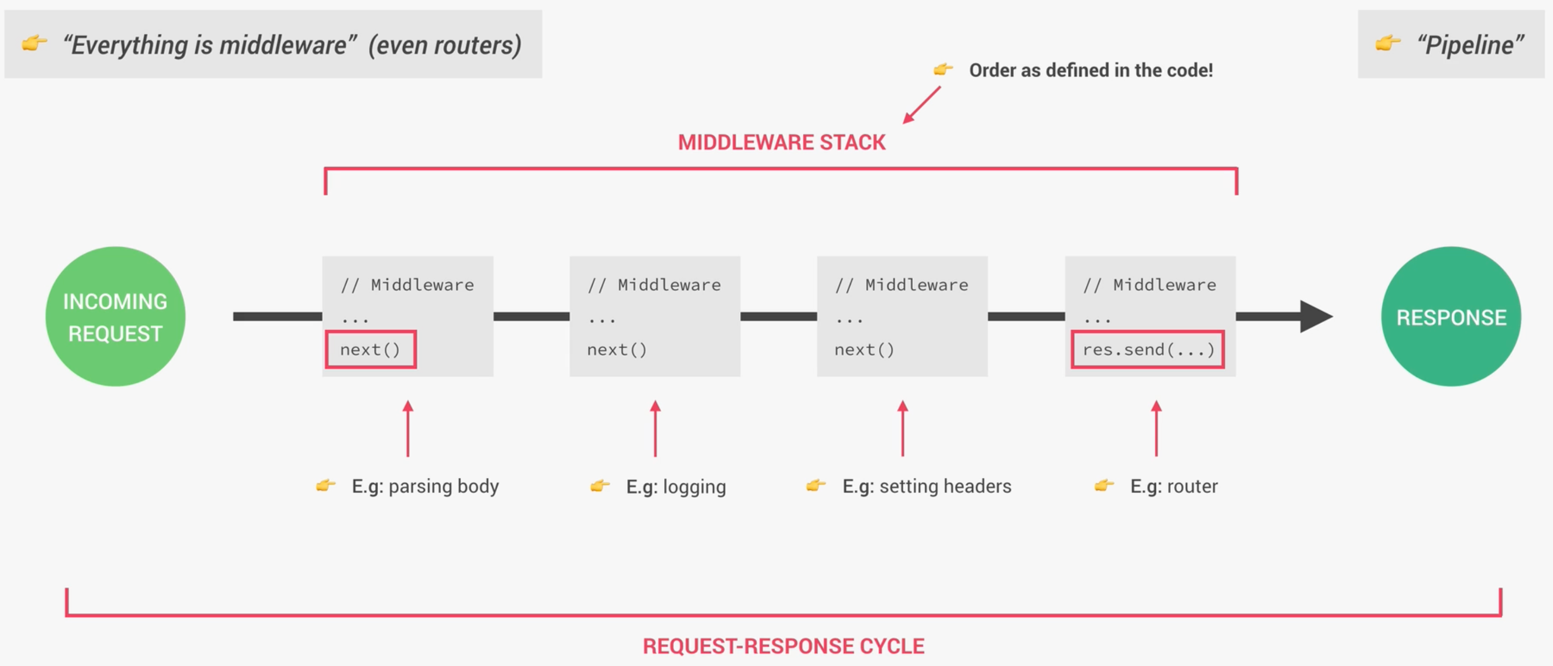 👉 “Everything is middleware” (even routers)
👉 “Pipeline”
👉 Order as defined in the code!
MIDDLEWARE STACK
INCOMING
REQUEST
// Middleware
...
next()
// Middleware
...
next()
// Middleware
...
next()
// Middleware
...
res.send(...)
RESPONSE
👉 E.g: parsing body
👉 E.g: logging
👉 E.g: setting headers
👉 E.g: router
REQUEST-RESPONSE CYCLE